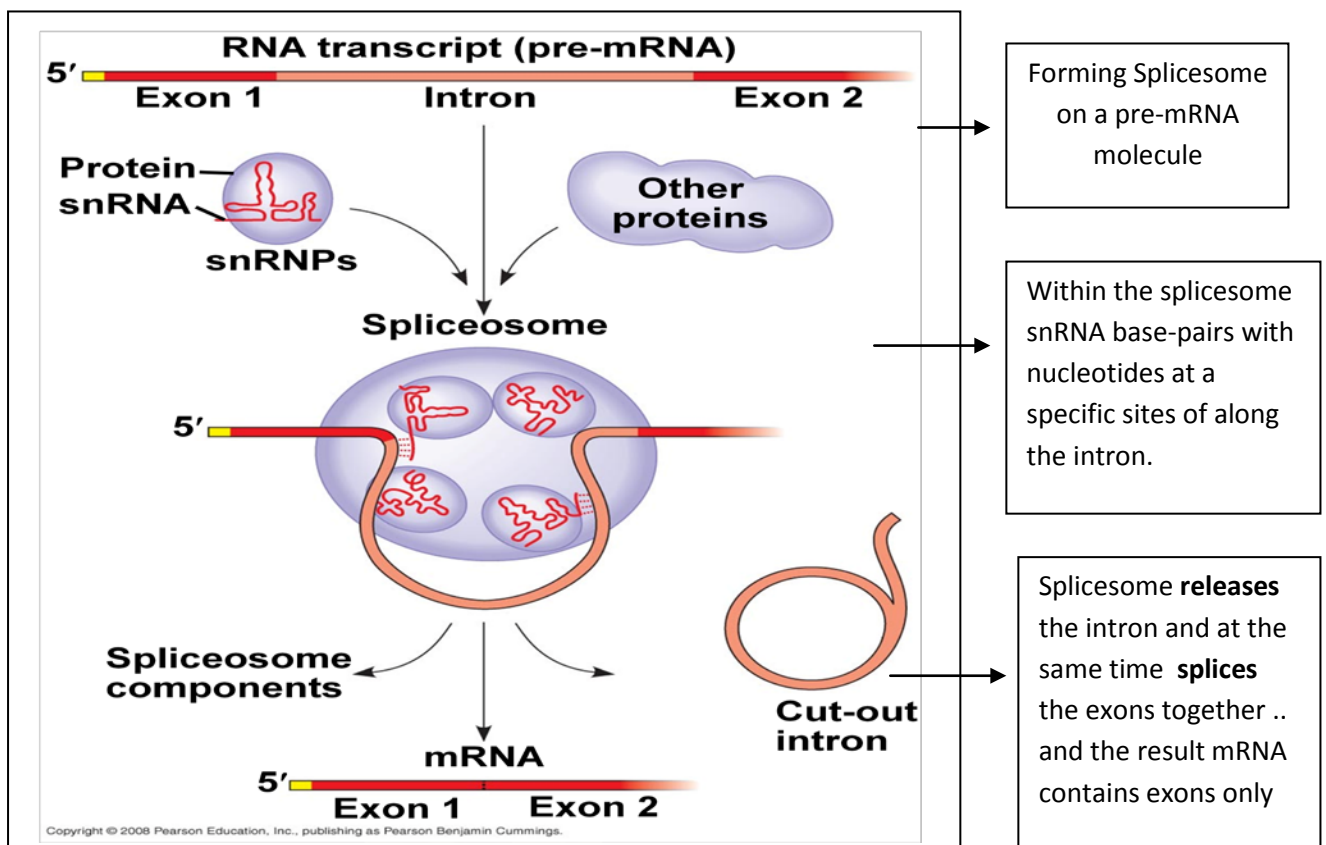 RNA transcript (pre-mRNA)
5′
Exon 1 Intron Exon 2
Protein
snRNA
snRNPs
Other
proteins
Spliceosome
5′
Spliceosome
components
Cut-out
intron
mRNA
5′
Exon 1 Exon 2
Copyright © 2008 Pearson Education, Inc., publishing as Pearson Benjamin Cummings.
Forming Splicesome
on a pre-mRNA
molecule
Within the splicesome
snRNA base-pairs with
nucleotides at a
specific sites of along
the intron.
Splicesome releases
the intron and at the
same time splices
the exons together ..
and the result mRNA
contains exons only